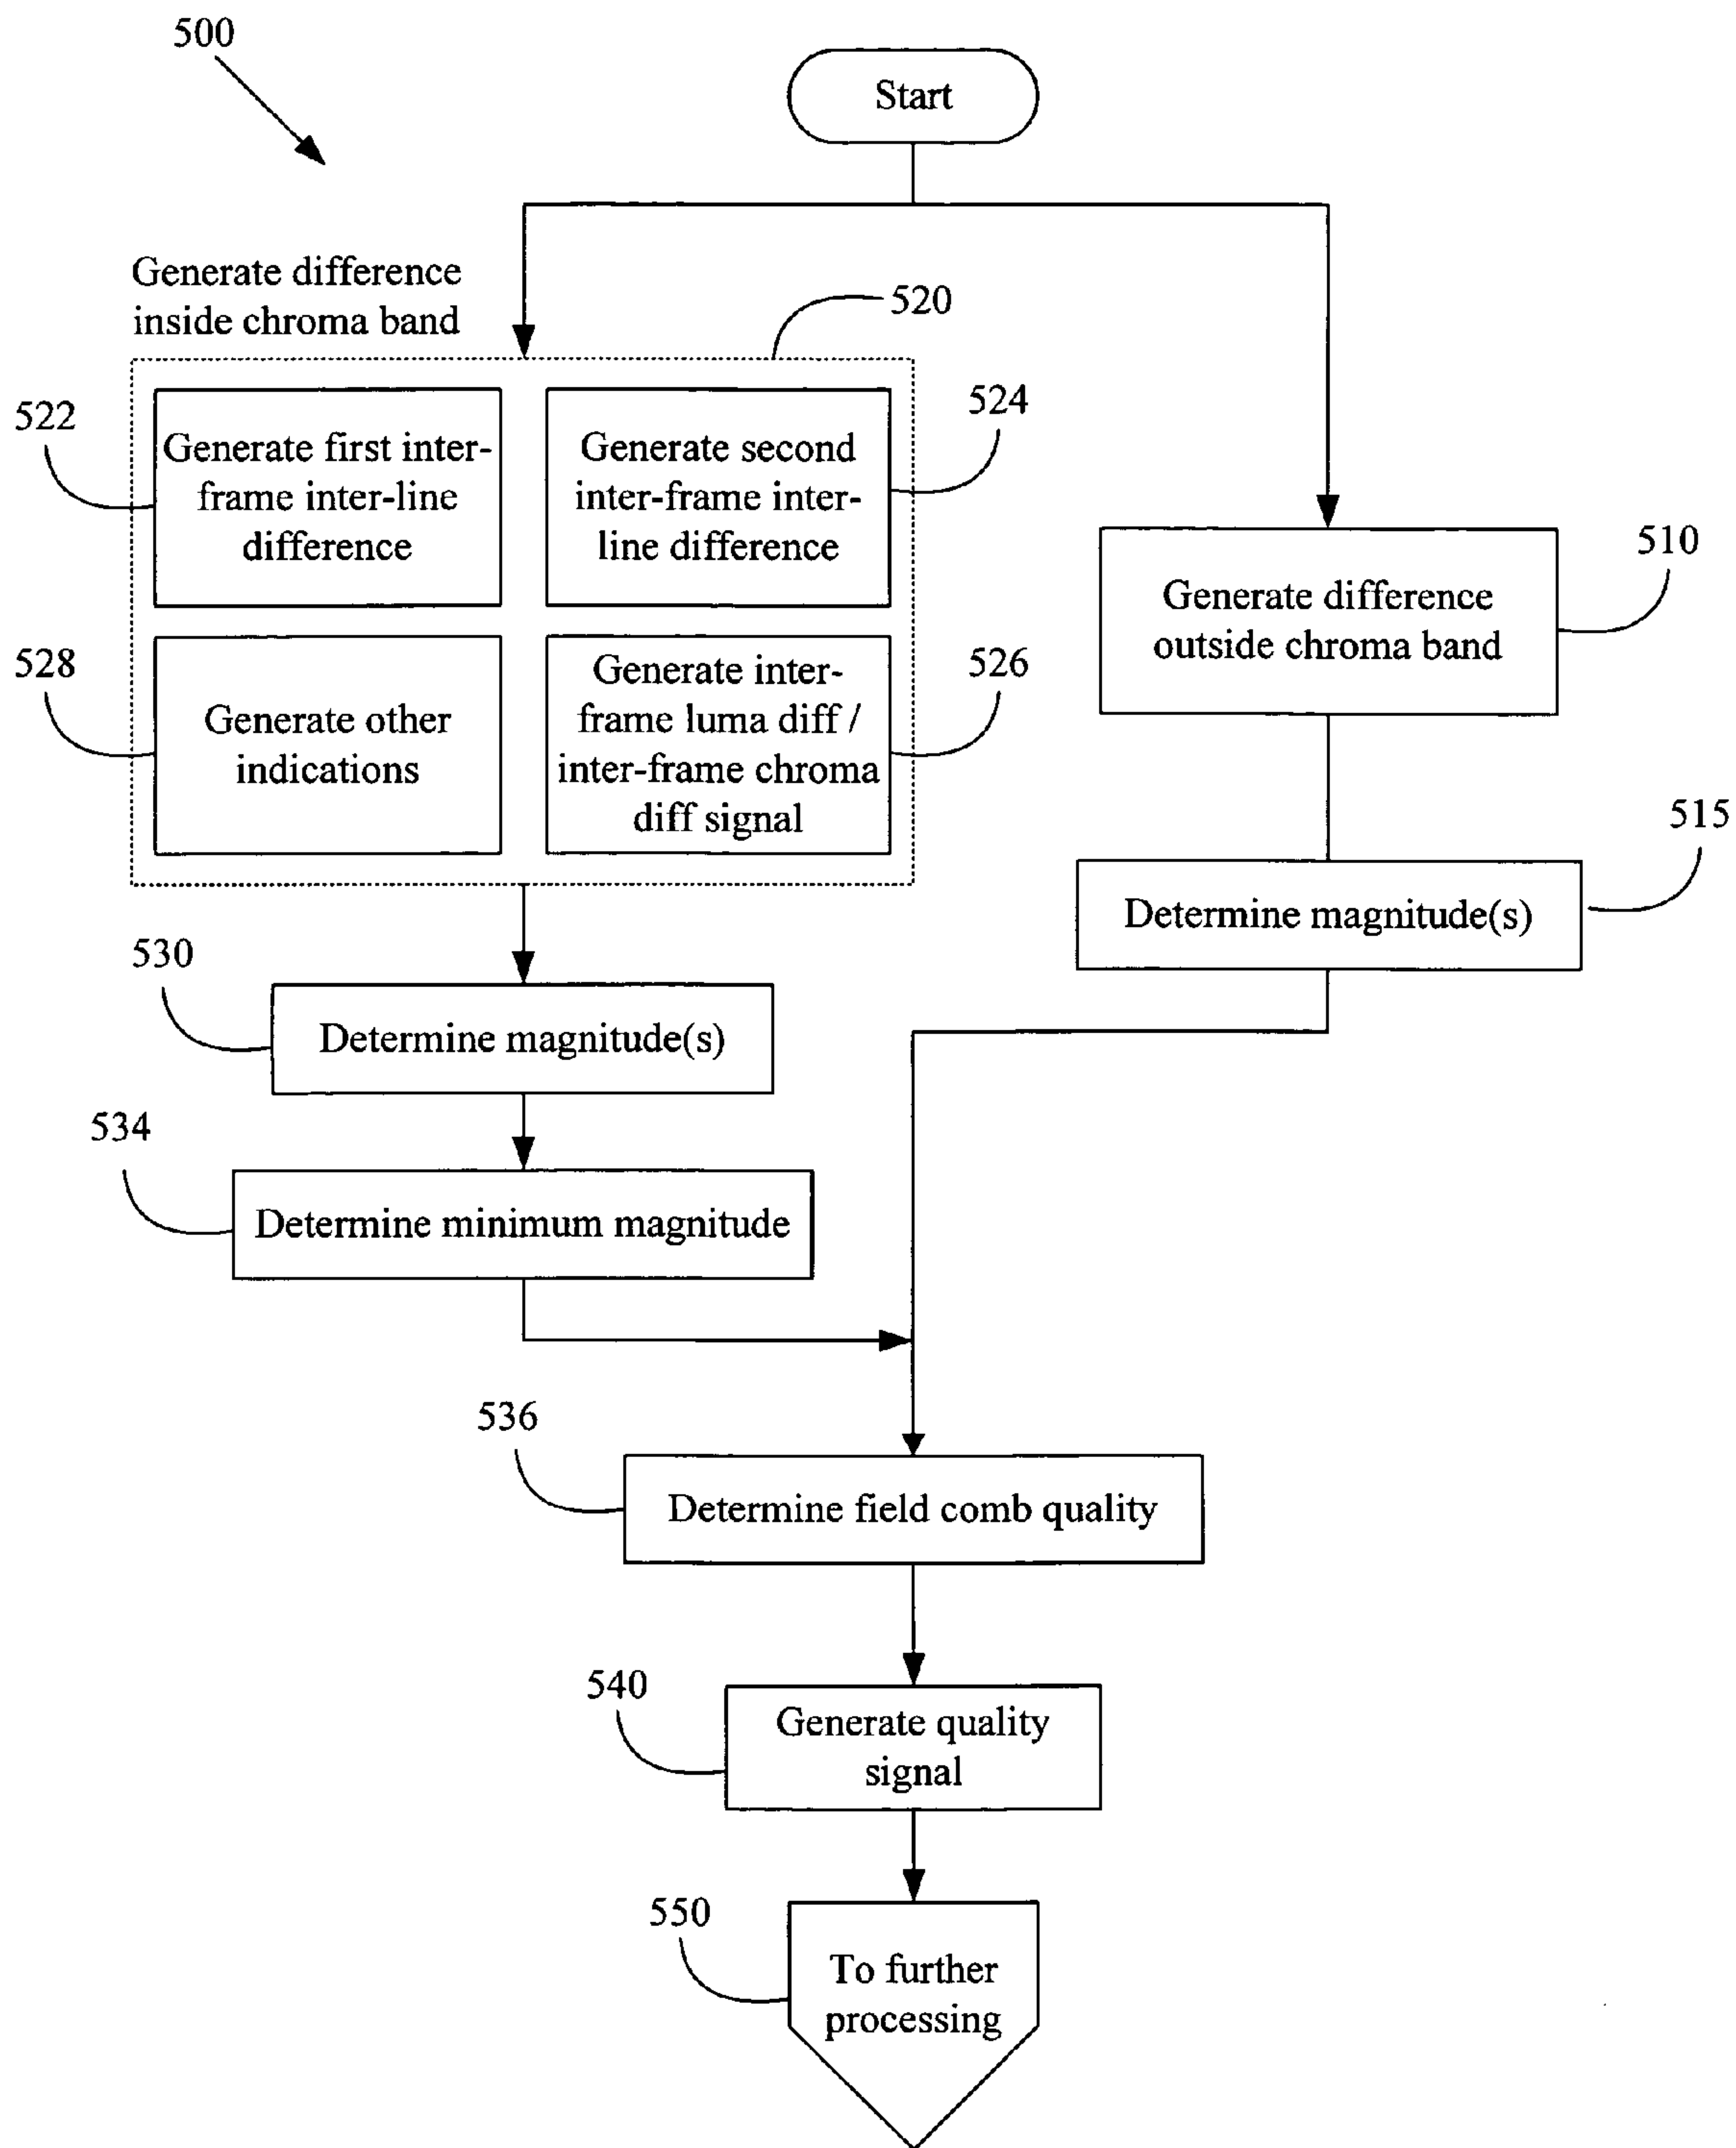 500
Start
Generate difference
inside chroma band
520
522
Generate first inter-
frame inter-line
difference
Generate second
inter-frame inter-
line difference
524
510
Generate difference
outside chroma band
528
Generate other
indications
Generate inter-
frame luma diff /
inter-frame chroma
diff signal
526
515
Determine magnitude(s)
530
Determine magnitude(s)
534
Determine minimum magnitude
536
Determine field comb quality
540
Generate quality
signal
550
To further
processing